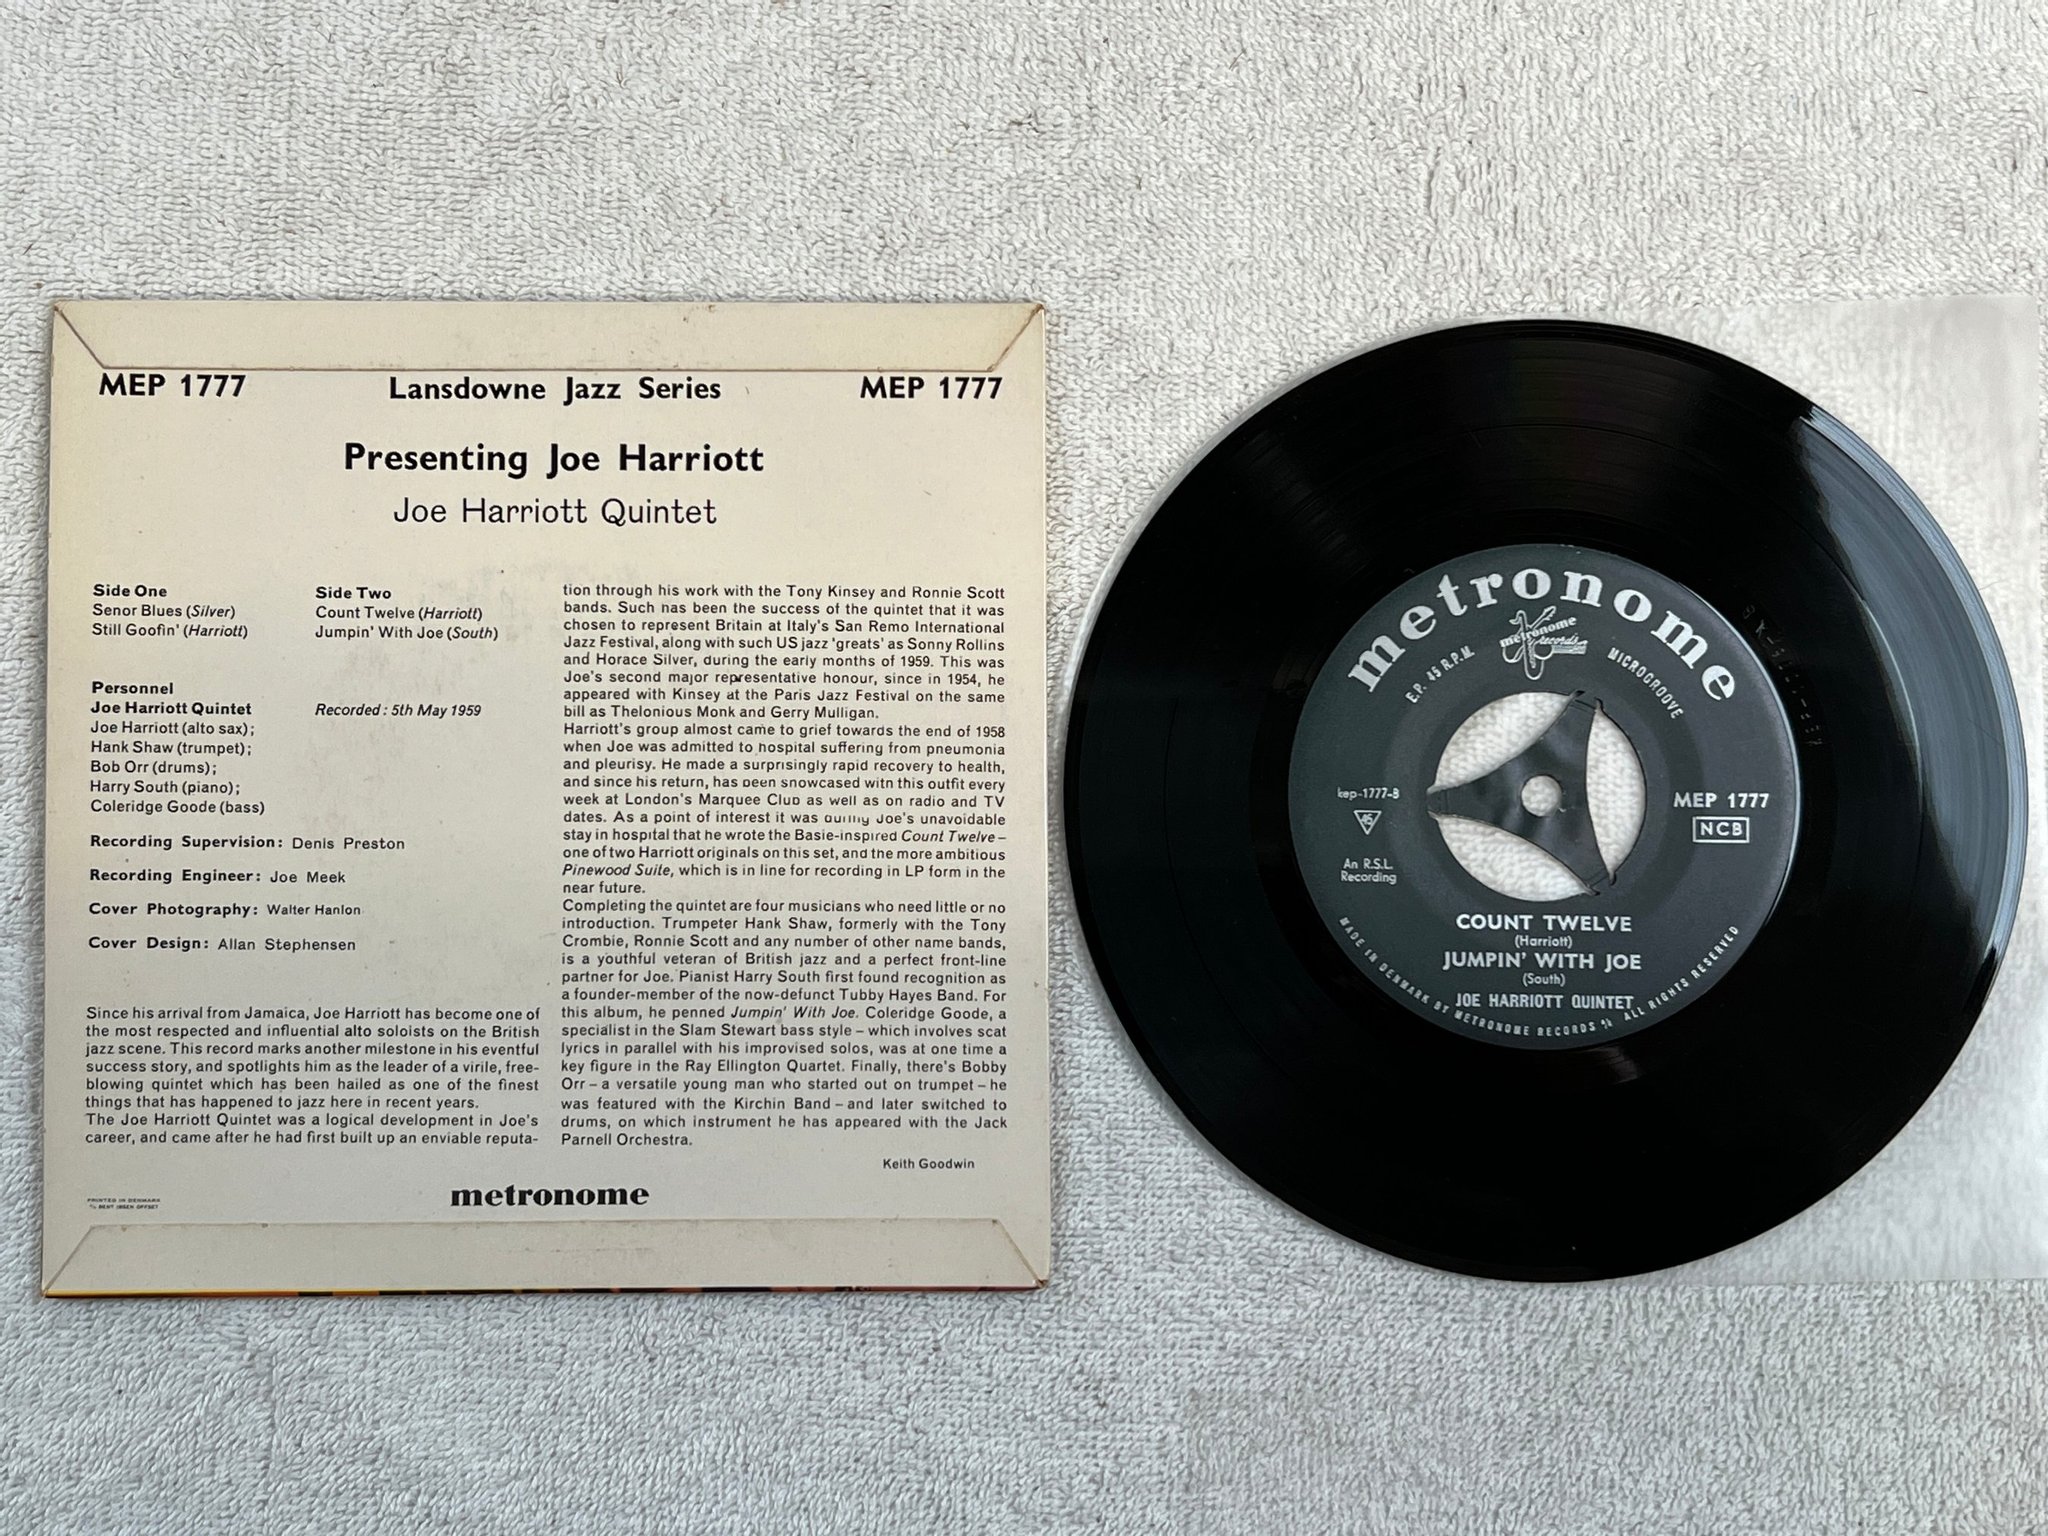 MEP 1777
Lansdowne Jazz Series
MEP 1777
Presenting Joe Harriott
Joe Harriott Quintet
Side One
Senor Blues (Silver)
Still Goofin' (Harriott)
Side Two
Count Twelve (Harriott)
Jumpin' With Joe (South)
Personnel
Joe Harriott Quintet
Joe Harriott (alto sax);
Hank Shaw (trumpet);
Bob Orr (drums);
Harry South (piano);
Coleridge Goode (bass)
Recorded: 5th May 1959
Recording Supervision: Denis Preston
Recording Engineer: Joe Meek
Cover Photography: Walter Hanlon
Cover Design: Allan Stephensen
Since his arrival from Jamaica, Joe Harriott has become one of
the most respected and influential alto soloists on the British
jazz scene. This record marks another milestone in his eventful
success story, and spotlights him as the leader of a virile, free-
blowing quintet which has been hailed as one of the finest
things that has happened to jazz here in recent years.
The Joe Harriott Quintet was a logical development in Joe's
career, and came after he had first built up an enviable reputa-
tion through his work with the Tony Kinsey and Ronnie Scott
bands. Such has been the success of the quintet that it was
chosen to represent Britain at Italy's San Remo International
Jazz Festival, along with such US jazz 'greats' as Sonny Rollins
and Horace Silver, during the early months of 1959. This was
Joe's second major representative honour, since in 1954, he
appeared with Kinsey at the Paris Jazz Festival on the same
bill as Thelonious Monk and Gerry Mulligan.
Harriott's group almost came to grief towards the end of 1958
when Joe was admitted to hospital suffering from pneumonia
and pleurisy. He made a surprisingly rapid recovery to health,
and since his return, has been snowcased with this outfit every
week at London's Marquee Club as well as on radio and TV
dates. As a point of interest it was during Joe's unavoidable
stay in hospital that he wrote the Basie-inspired Count Twelve –
one of two Harriott originals on this set, and the more ambitious
Pinewood Suite, which is in line for recording in LP form in the
near future.
Completing the quintet are four musicians who need little or no
introduction. Trumpeter Hank Shaw, formerly with the Tony
Crombie, Ronnie Scott and any number of other name bands,
is a youthful veteran of British jazz and a perfect front-line
partner for Joe. Pianist Harry South first found recognition as
a founder-member of the now-defunct Tubby Hayes Band. For
this album, he penned Jumpin' With Joe. Coleridge Goode, a
specialist in the Slam Stewart bass style – which involves scat
lyrics in parallel with his improvised solos, was at one time a
key figure in the Ray Ellington Quartet. Finally, there's Bobby
Orr – a versatile young man who started out on trumpet – he
was featured with the Kirchin Band – and later switched to
drums, on which instrument he has appeared with the Jack
Parnell Orchestra.
Keith Goodwin
metronome
PRINTED IN DENMARK
BENT IBSEN OFFSET
metronome
metronome
records
E.P. 45 R.P.M.
MICROGROOVE
kep-1777-B
45
An R.S.L.
Recording
MEP 1777
NCB
COUNT TWELVE
(Harriott)
JUMPIN' WITH JOE
(South)
JOE HARRIOTT QUINTET
MADE IN DENMARK BY METRONOME RECORDS A/S ALL RIGHTS RESERVED